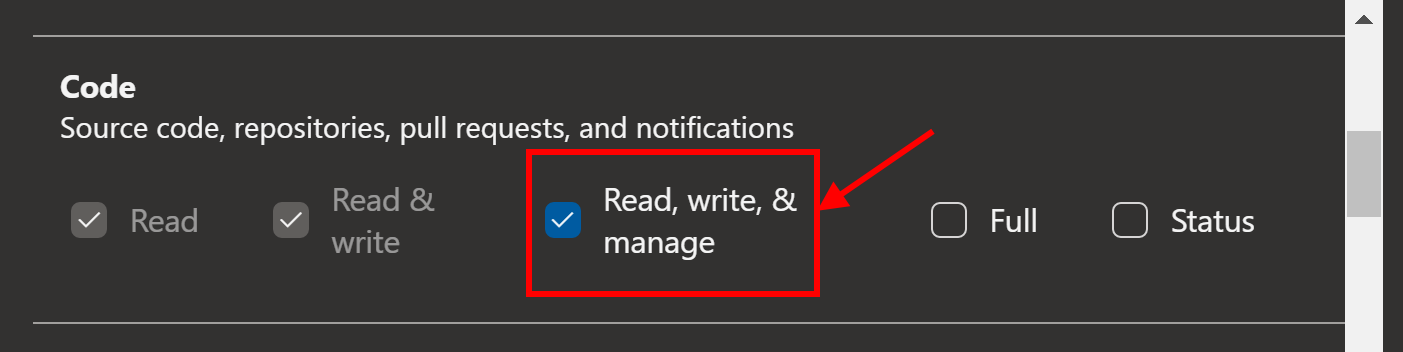 Code
Source code, repositories, pull requests, and notifications
Read
Read &
write
Read, write, &
manage
Full
Status